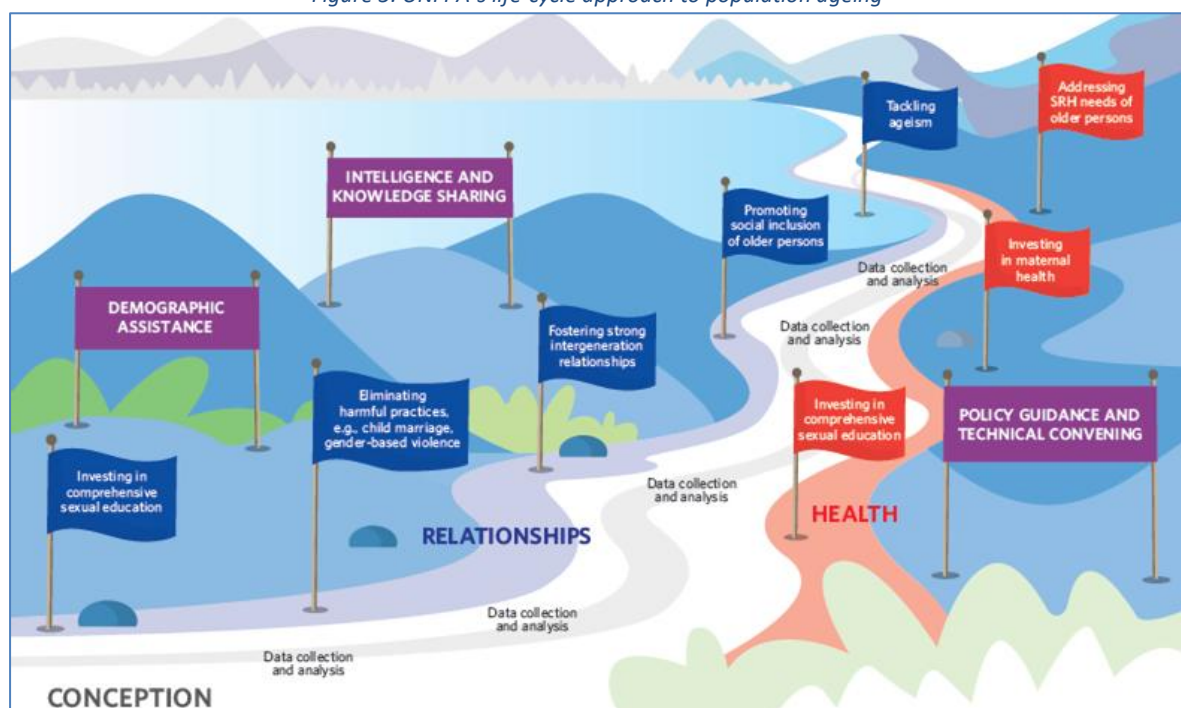 Figure 3: UNFPA's life-cycle approach to population ageing
Tackling
ageism
Addressing
SRH needs of
older persons
INTELLIGENCE AND
KNOWLEDGE SHARING
Promoting
social inclusion
of older persons
Investing
in maternal
health
Data collection
and analysis
DEMOGRAPHIC
ASSISTANCE
Fostering strong
intergeneration
relationships
Data collection
and analysis
Eliminating
harmful practices,
e.g., child marriage,
gender-based violence
Investing in
comprehensive
sexual education
POLICY GUIDANCE AND
TECHNICAL CONVENING
Investing in
comprehensive
sexual education
Data collection
and analysis
RELATIONSHIPS
HEALTH
Data collection
and analysis
Data collection
and analysis
CONCEPTION